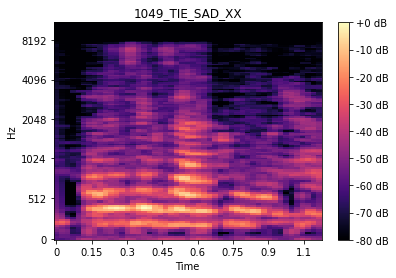 1049_TIE_SAD_XX
+0 dB
8192
-10 dB
4096
-20 dB
-30 dB
2048
Hz
-40 dB
1024
-50 dB
512
-60 dB
-70 dB
0
-80 dB
0 0.15 0.3 0.45 0.6 0.75 0.9 1.1
Time